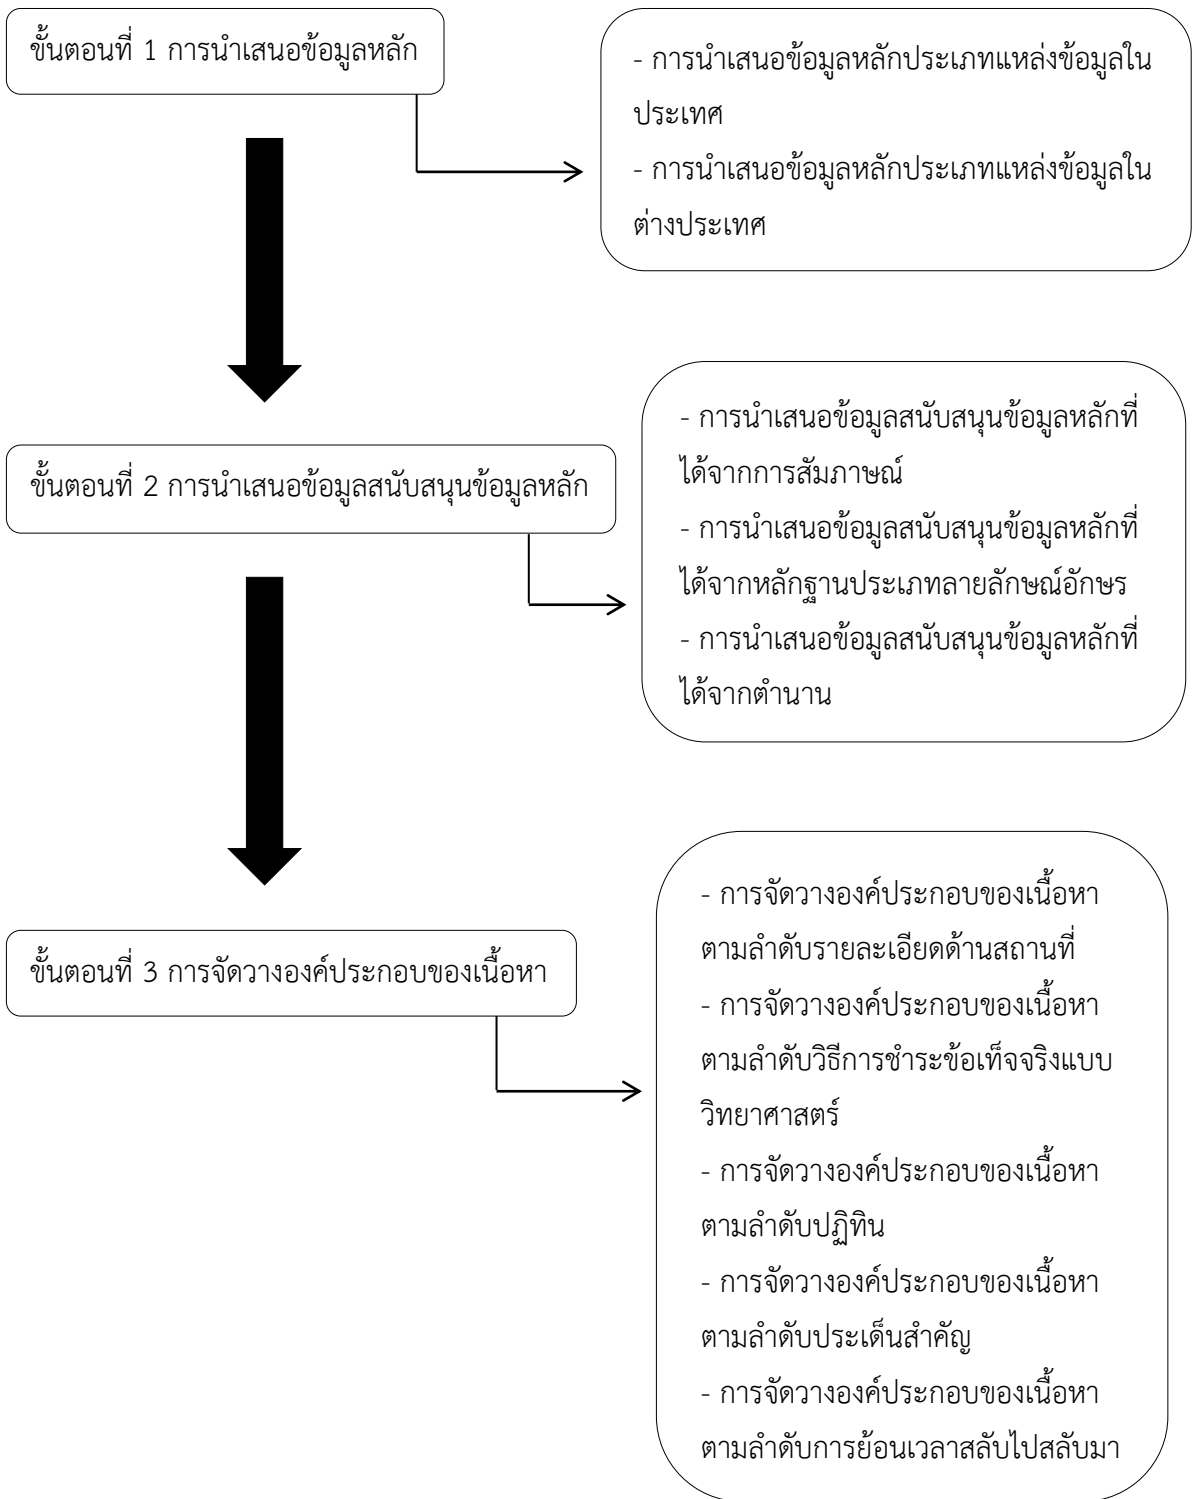 ขั้นตอนที่ 1 การนำเสนอข้อมูลหลัก
- การนำเสนอข้อมูลหลักประเภทแหล่งข้อมูลใน
ประเทศ
- การนำเสนอข้อมูลหลักประเภทแหล่งข้อมูลใน
ต่างประเทศ
ขั้นตอนที่ 2 การนำเสนอข้อมูลสนับสนุนข้อมูลหลัก
- การนำเสนอข้อมูลสนับสนุนข้อมูลหลักที่
ได้จากการสัมภาษณ์
- การนำเสนอข้อมูลสนับสนุนข้อมูลหลักที่
ได้จากหลักฐานประเภทลายลักษณ์อักษร
- การนำเสนอข้อมูลสนับสนุนข้อมูลหลักที่
ได้จากตำนาน
ขั้นตอนที่ 3 การจัดวางองค์ประกอบของเนื้อหา
- การจัดวางองค์ประกอบของเนื้อหา
ตามลำดับรายละเอียดด้านสถานที่
- การจัดวางองค์ประกอบของเนื้อหา
ตามลำดับวิธีการชำระข้อเท็จจริงแบบ
วิทยาศาสตร์
- การจัดวางองค์ประกอบของเนื้อหา
ตามลำดับปฏิทิน
- การจัดวางองค์ประกอบของเนื้อหา
ตามลำดับประเด็นสำคัญ
- การจัดวางองค์ประกอบของเนื้อหา
ตามลำดับการย้อนเวลาสลับไปสลับมา